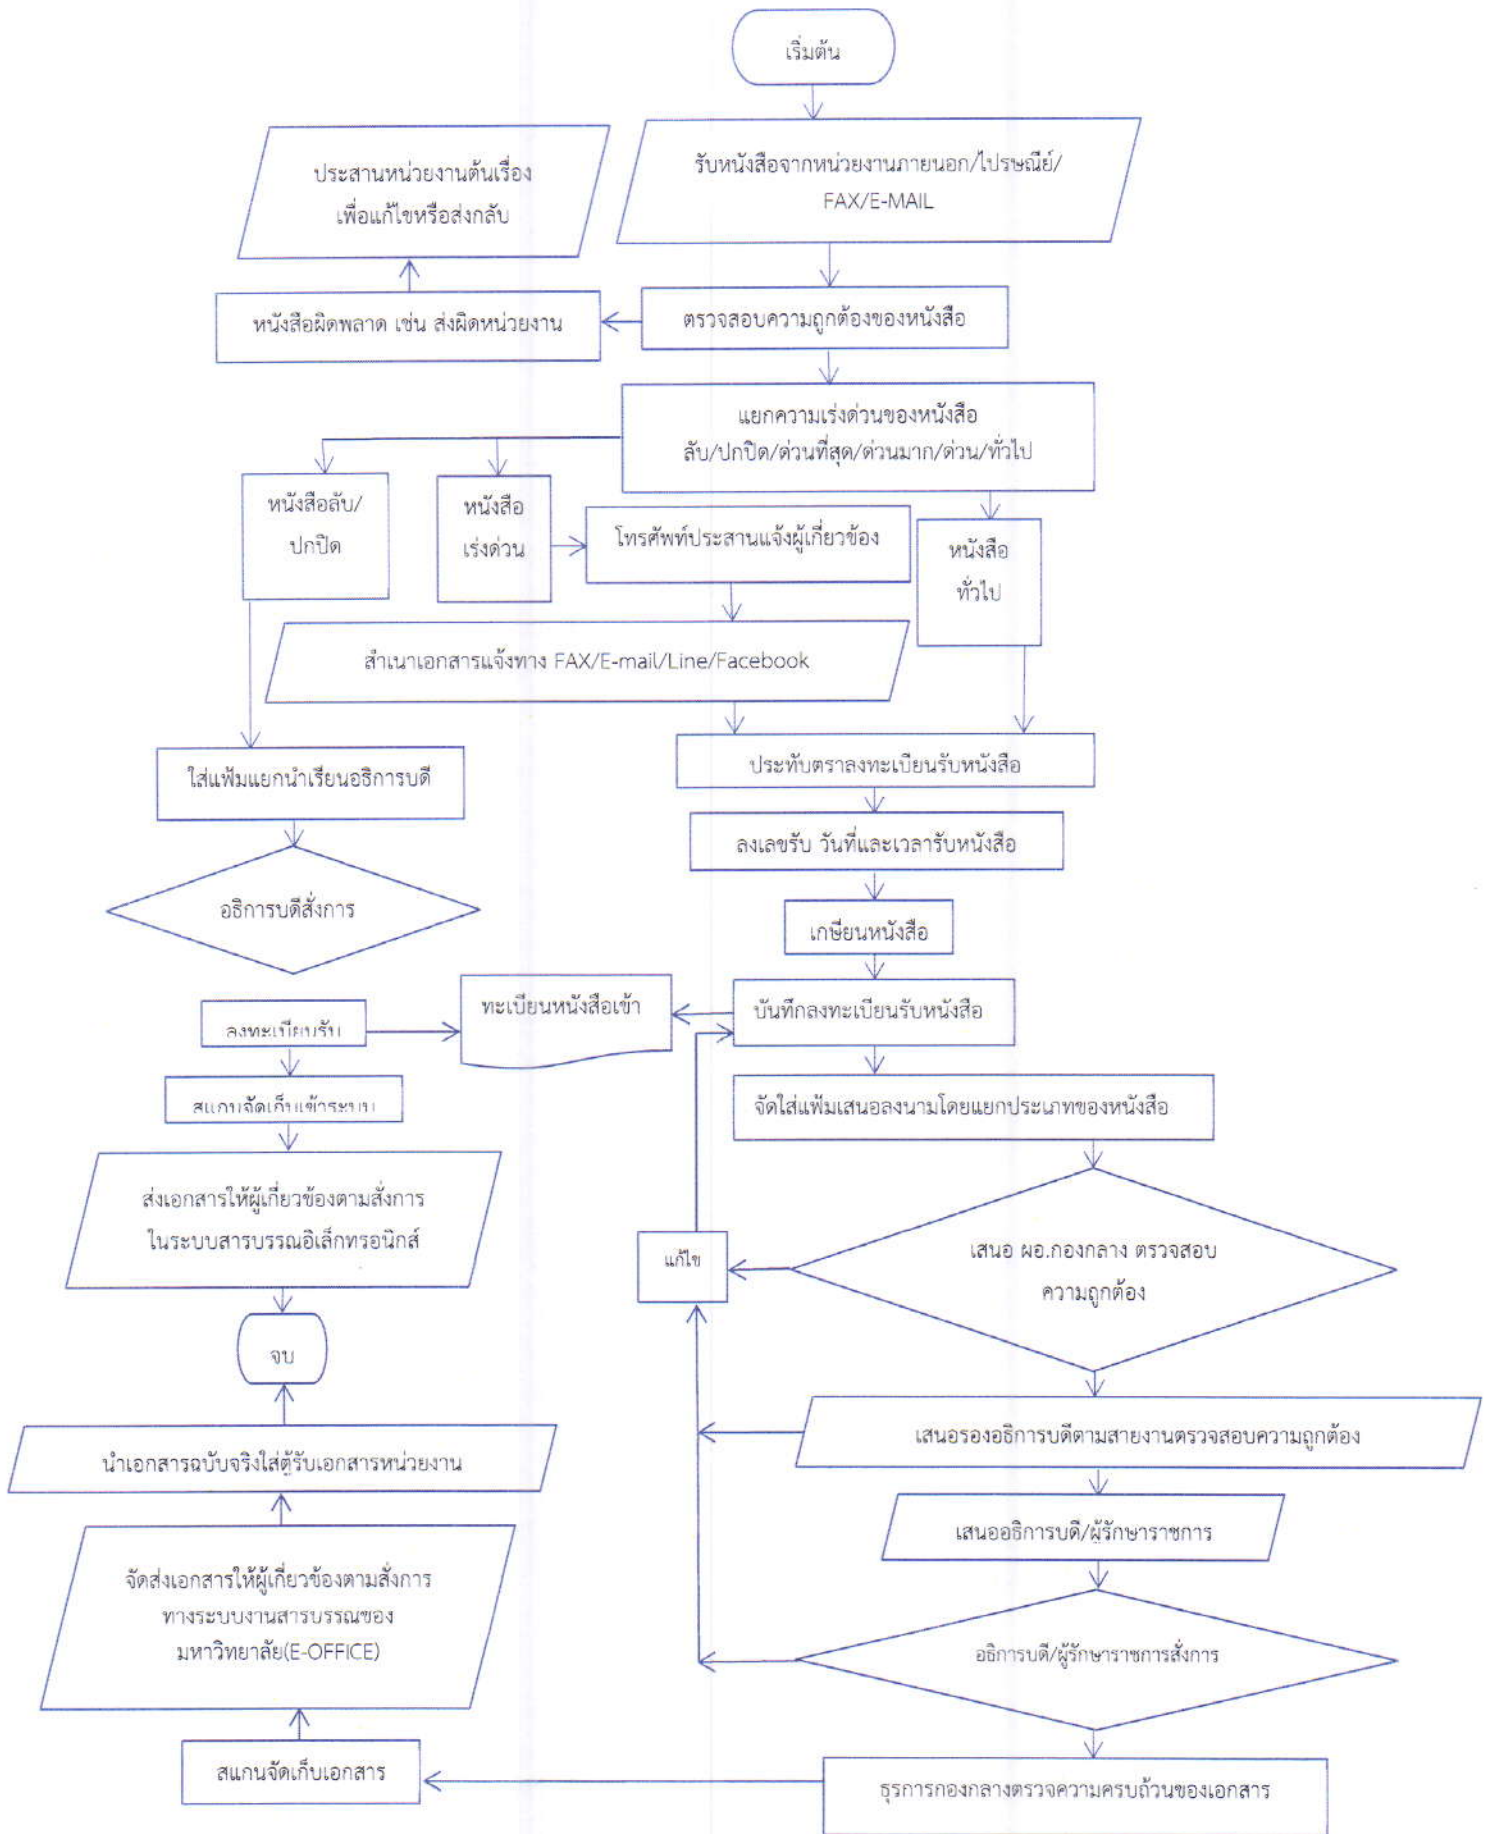 เริ่มต้น
รับหนังสือจากหน่วยงานภายนอก/ไปรษณีย์/
FAX/E-MAIL
ประสานหน่วยงานต้นเรื่อง
เพื่อแก้ไขหรือส่งกลับ
หนังสือผิดพลาด เช่น ส่งผิดหน่วยงาน
ตรวจสอบความถูกต้องของหนังสือ
แยกความเร่งด่วนของหนังสือ
ลับ/ปกปิด/ด่วนที่สุด/ด่วนมาก/ด่วน/ทั่วไป
หนังสือลับ/
ปกปิด
หนังสือ
เร่งด่วน
โทรศัพท์ประสานแจ้งผู้เกี่ยวข้อง
หนังสือ
ทั่วไป
สำเนาเอกสารแจ้งทาง FAX/E-mail/Line/Facebook
ใส่แฟ้มแยกนำเรียนอธิการบดี
ประทับตราลงทะเบียนรับหนังสือ
ลงเลขรับ วันที่และเวลารับหนังสือ
อธิการบดีสั่งการ
เกษียนหนังสือ
ลงทะเบียนรับ
ทะเบียนหนังสือเข้า
บันทึกลงทะเบียนรับหนังสือ
สแกนจัดเก็บเข้าระบบ
จัดใส่แฟ้มเสนอลงนามโดยแยกประเภทของหนังสือ
ส่งเอกสารให้ผู้เกี่ยวข้องตามสั่งการ
ในระบบสารบรรณอิเล็กทรอนิกส์
แก้ไข
เสนอ ผอ.กองกลาง ตรวจสอบ
ความถูกต้อง
จบ
เสนอรองอธิการบดีตามสายงานตรวจสอบความถูกต้อง
นำเอกสารฉบับจริงใส่ตู้รับเอกสารหน่วยงาน
เสนออธิการบดี/ผู้รักษาราชการ
จัดส่งเอกสารให้ผู้เกี่ยวข้องตามสั่งการ
ทางระบบงานสารบรรณของ
มหาวิทยาลัย(E-OFFICE)
อธิการบดี/ผู้รักษาราชการสั่งการ
สแกนจัดเก็บเอกสาร
ธุรการกองกลางตรวจความครบถ้วนของเอกสาร